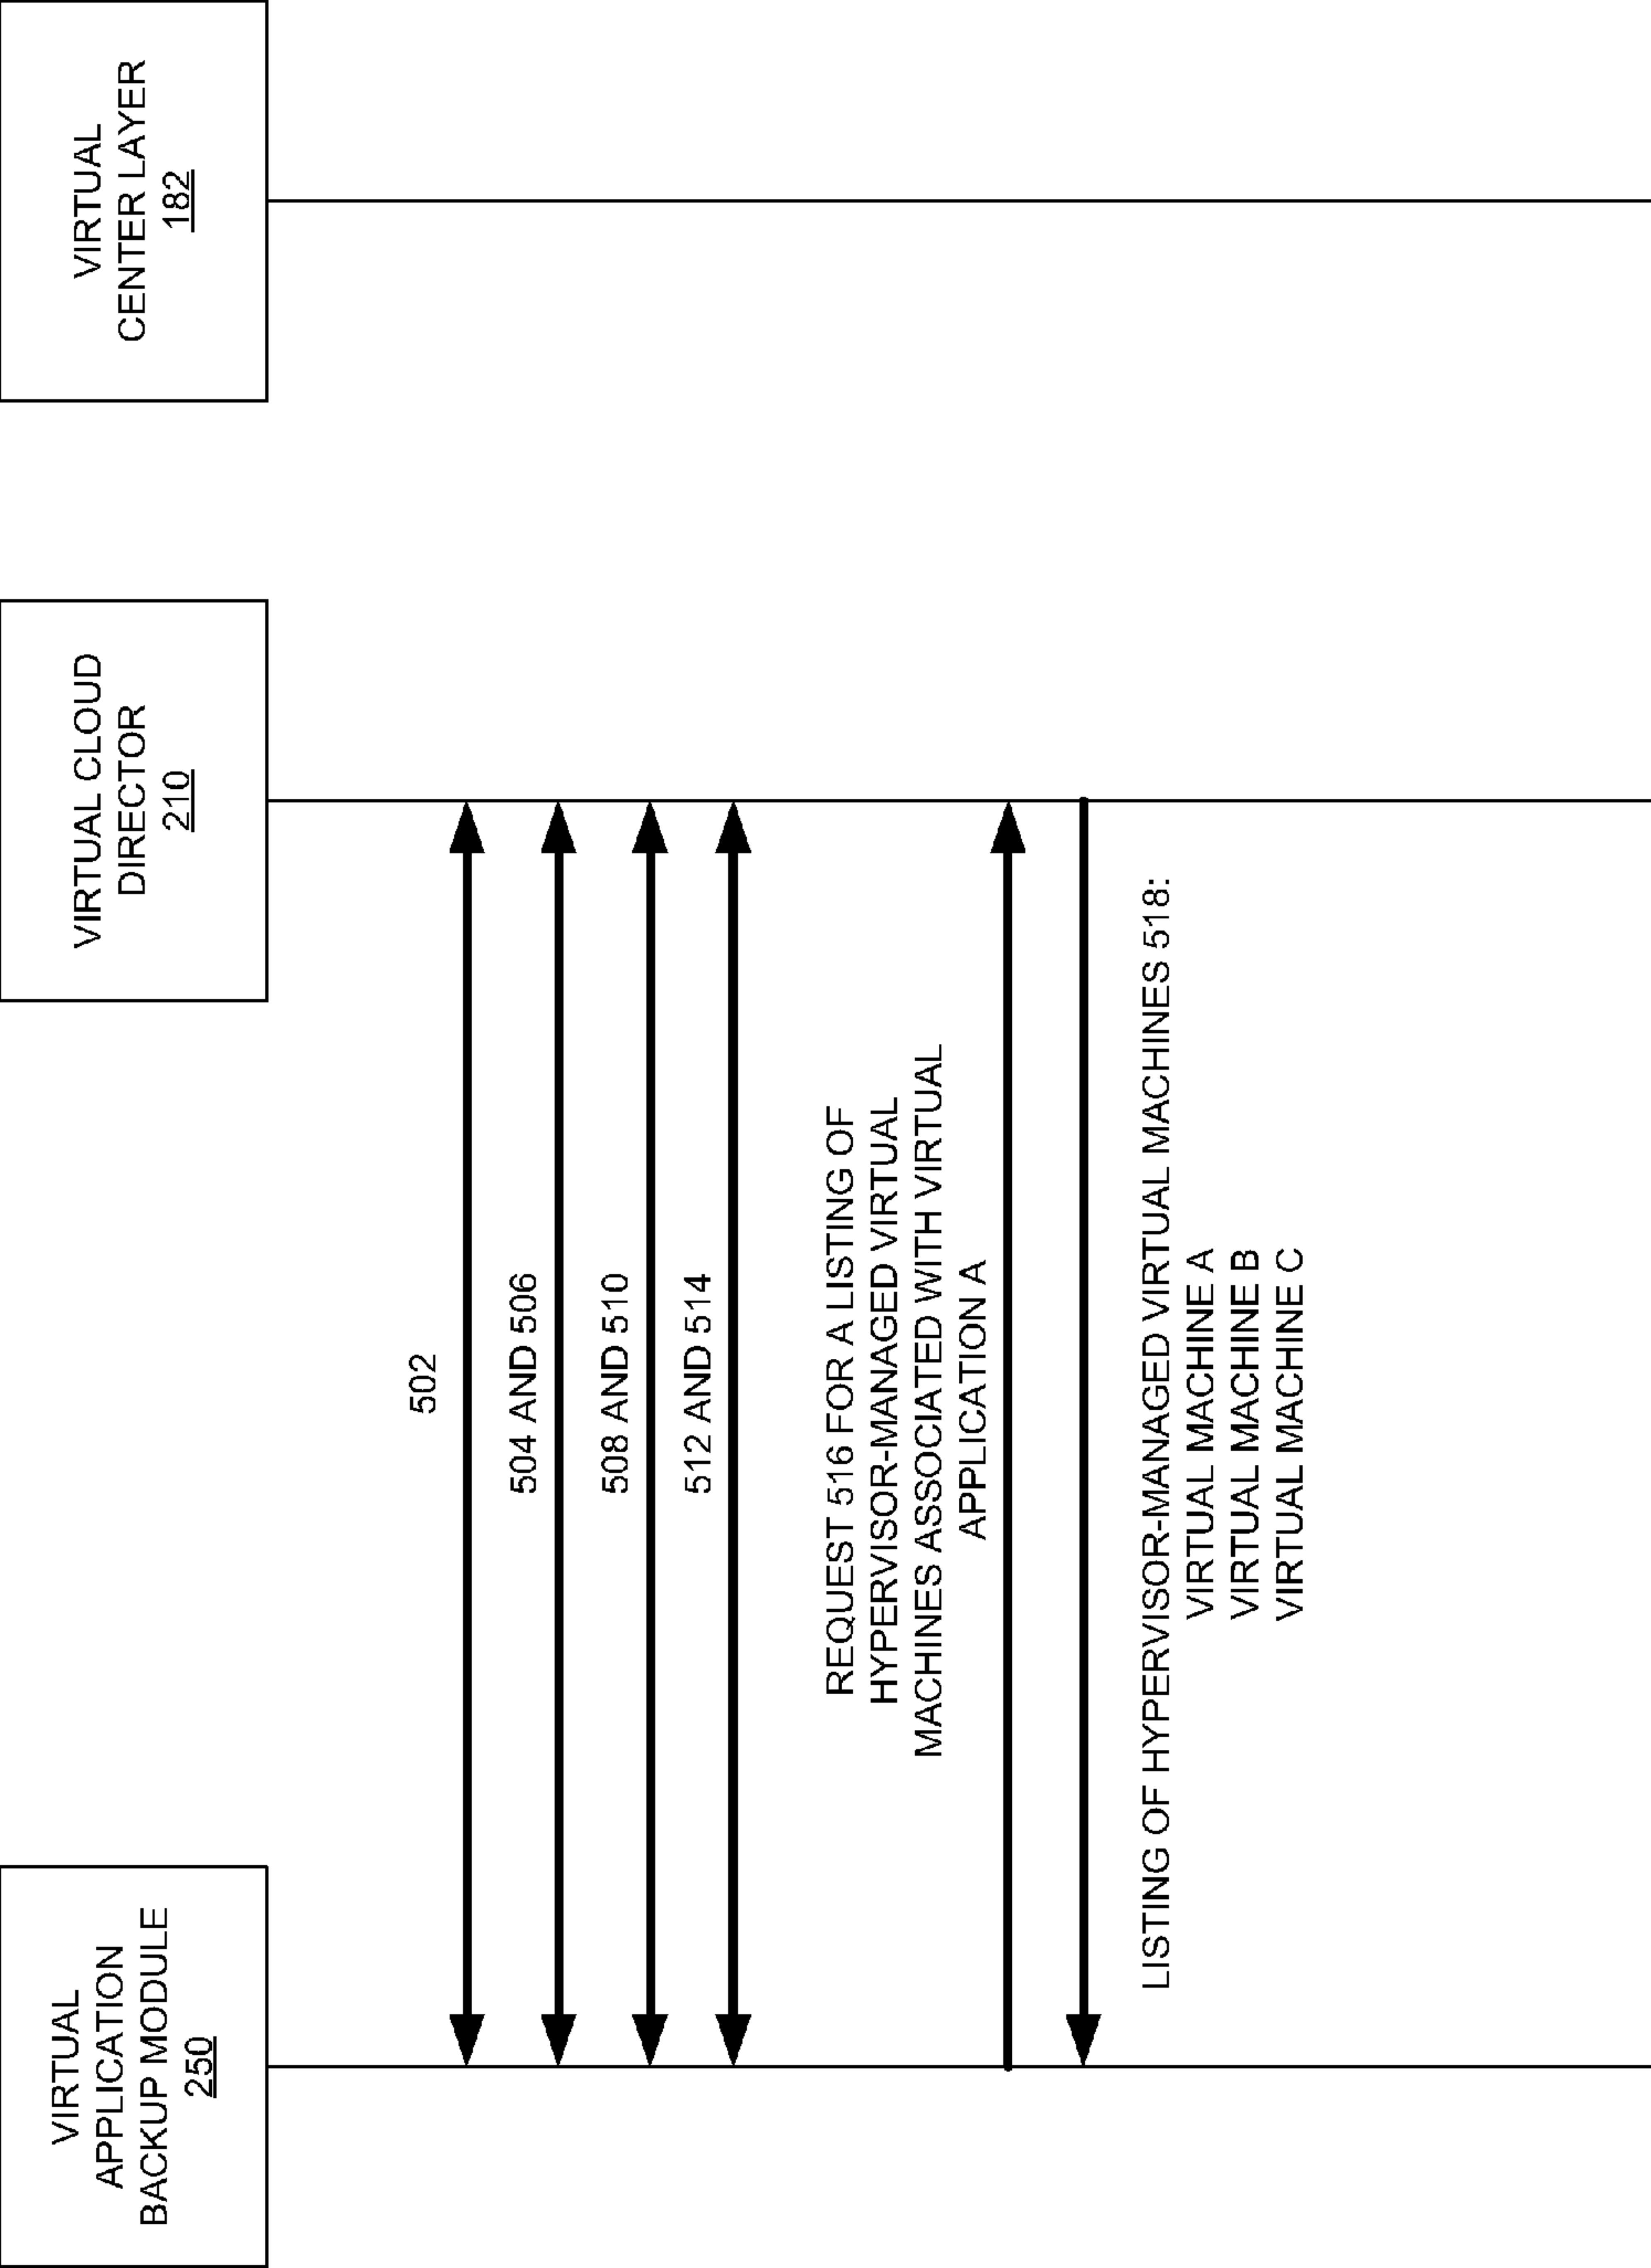 VIRTUAL
APPLICATION
BACKUP MODULE
250
VIRTUAL CLOUD
DIRECTOR
210
VIRTUAL
CENTER LAYER
182
502
504 AND 506
508 AND 510
512 AND 514
REQUEST 516 FOR A LISTING OF
HYPERVISOR-MANAGED VIRTUAL
MACHINES ASSOCIATED WITH VIRTUAL
APPLICATION A
LISTING OF HYPERVISOR-MANAGED VIRTUAL MACHINES 518:
VIRTUAL MACHINE A
VIRTUAL MACHINE B
VIRTUAL MACHINE C